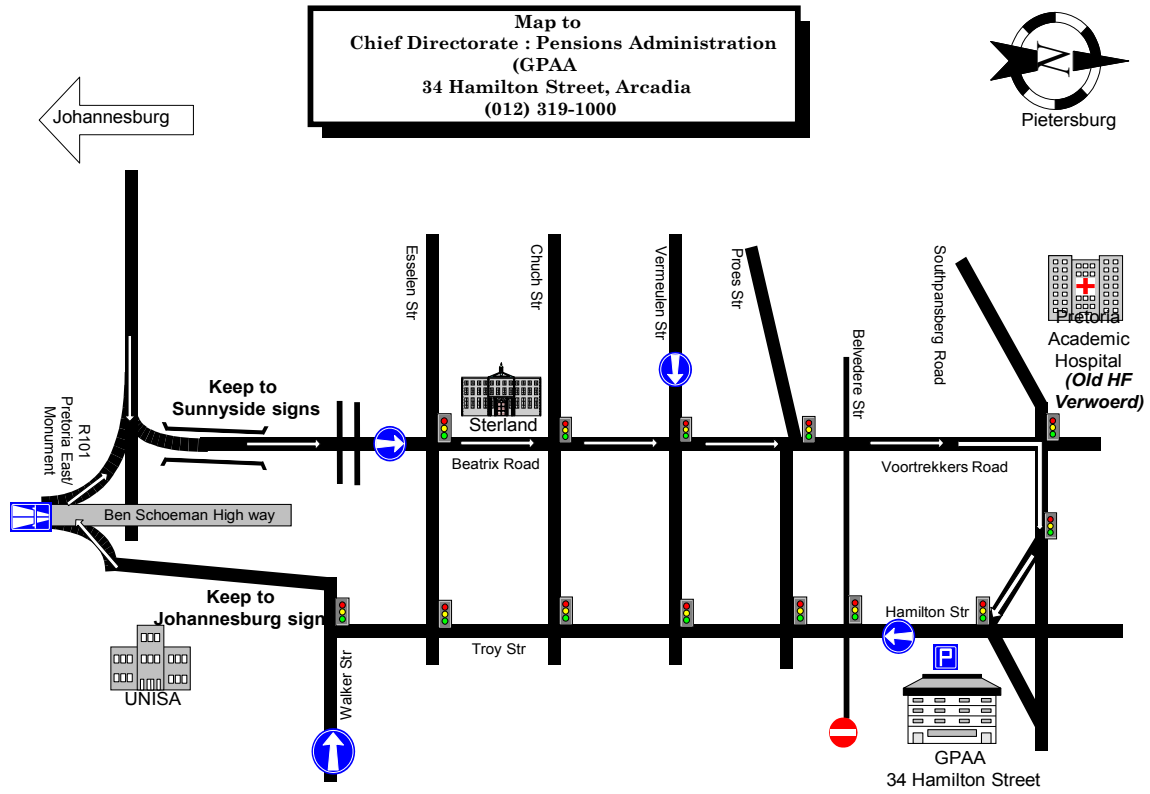 Map to
Chief Directorate : Pensions Administration
(GPAA
34 Hamilton Street, Arcadia
(012) 319-1000
N
Pietersburg
Johannesburg
Esselen Str
Chuch Str
Vermeulen Str
Proes Str
Belvedere Str
Southpansberg Road
Pretoria
Academic
Hospital
(Old HF
Verwoerd)
Keep to
Sunnyside signs
R101
Pretoria East/
Monument
Sterland
Beatrix Road
Voortrekkers Road
Ben Schoeman High way
Keep to
Johannesburg sign
Hamilton Str
Troy Str
P
UNISA
Walker Str
GPAA
34 Hamilton Street